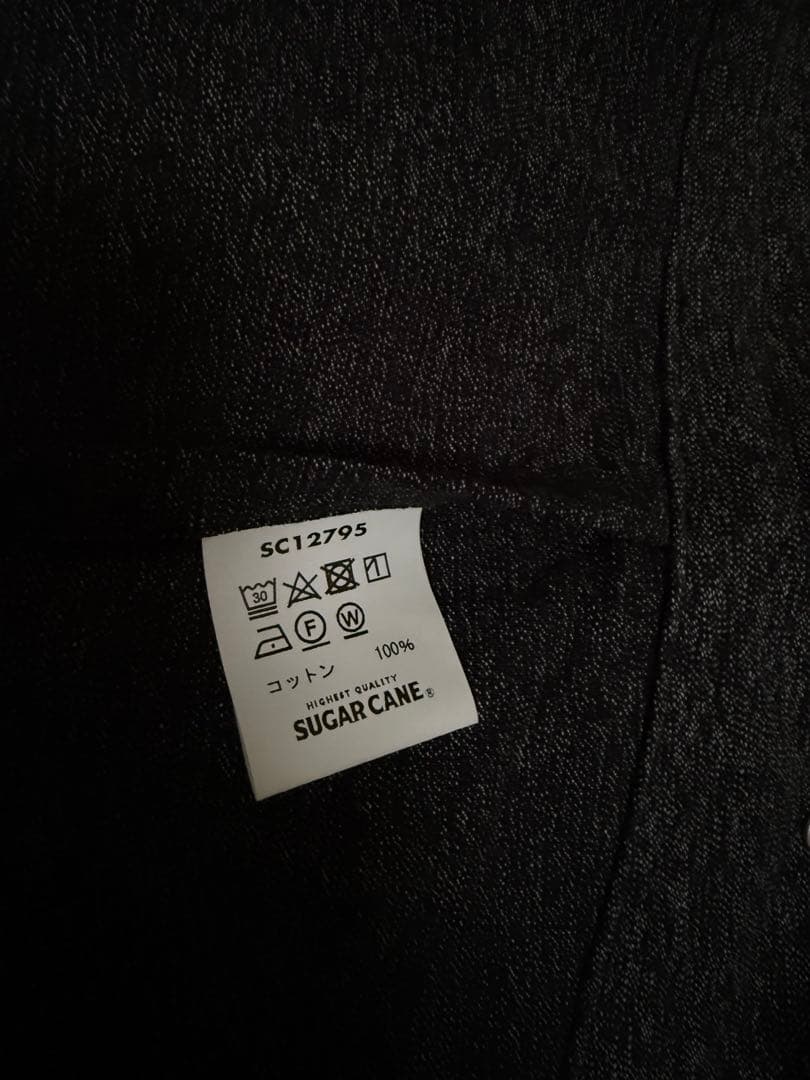 SC12795
30
F W
コットン 100%
HIGHEST QUALITY
SUGAR CANE®